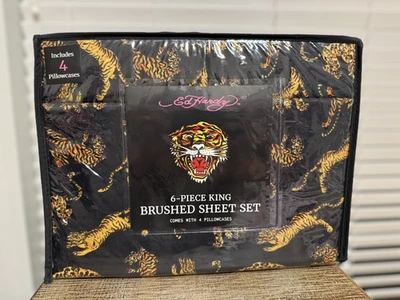 Includes
4
Pillowcases
Ed Hardy
6-PIECE KING
BRUSHED SHEET SET
COMES WITH 4 PILLOWCASES